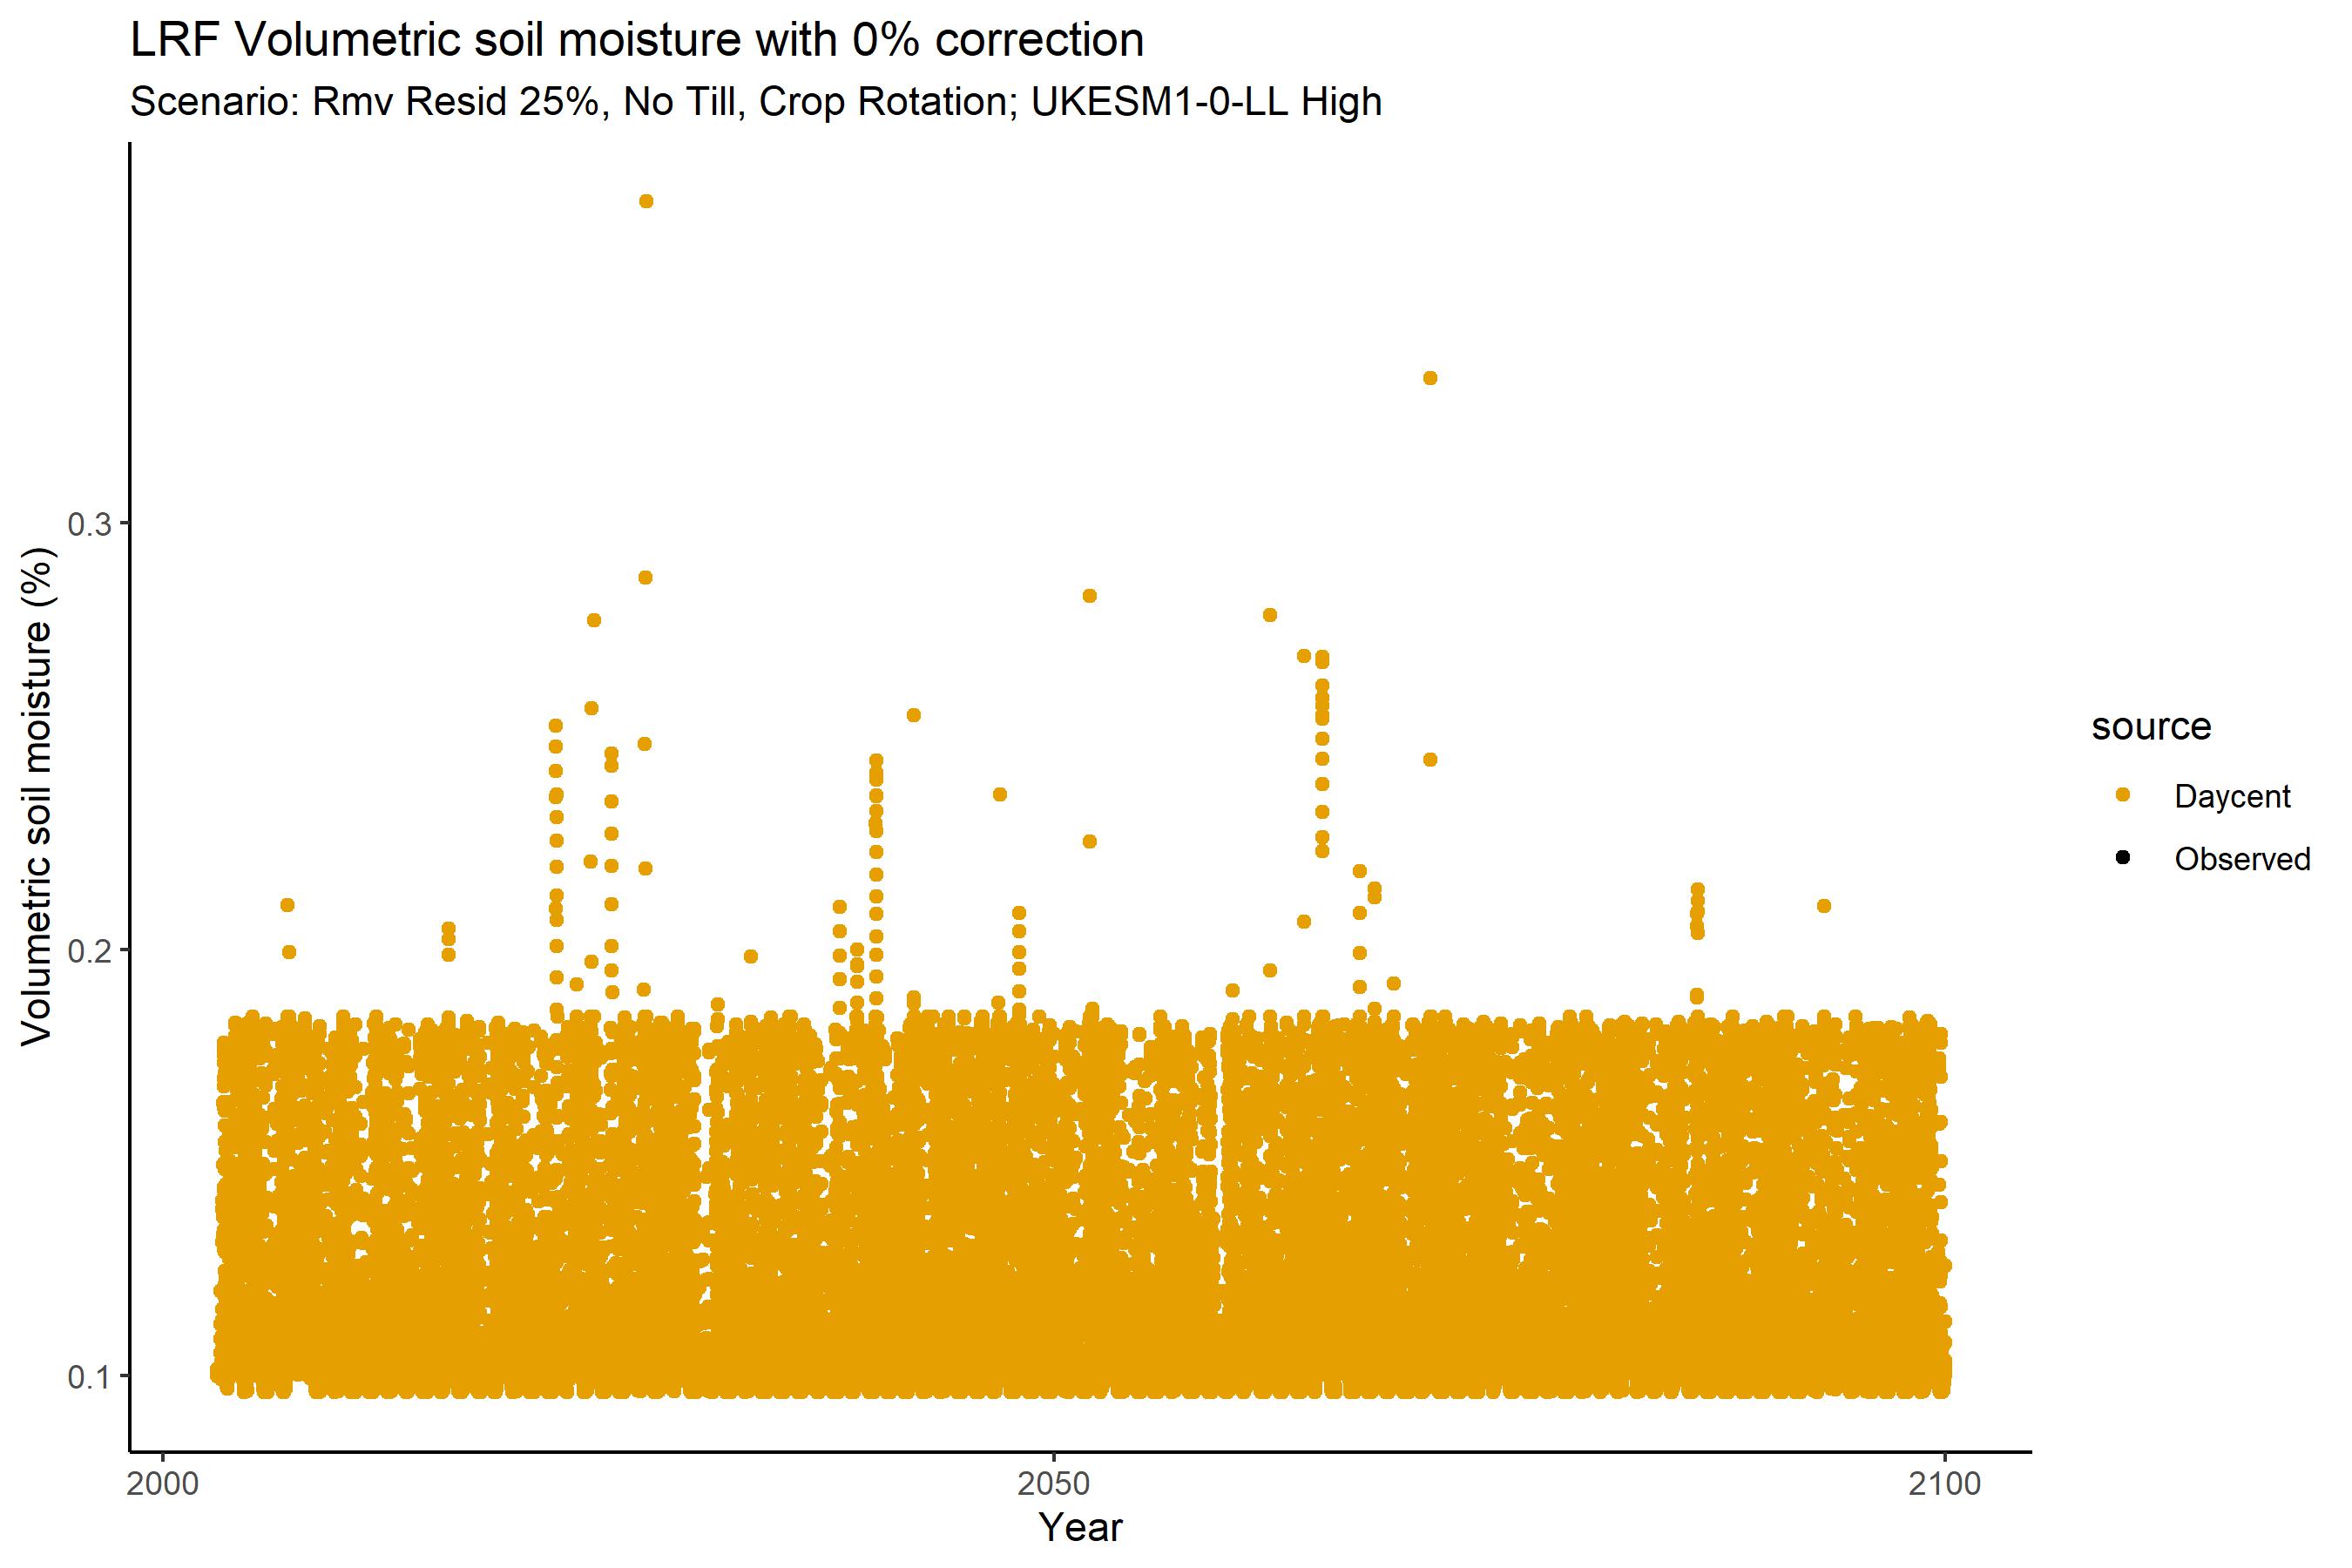 LRF Volumetric soil moisture with 0% correction
Scenario: Rmv Resid 25%, No Till, Crop Rotation; UKESM1-0-LL High
Volumetric soil moisture (%)
0.3
0.2
0.1
2000
2050
2100
Year
source
Daycent
Observed